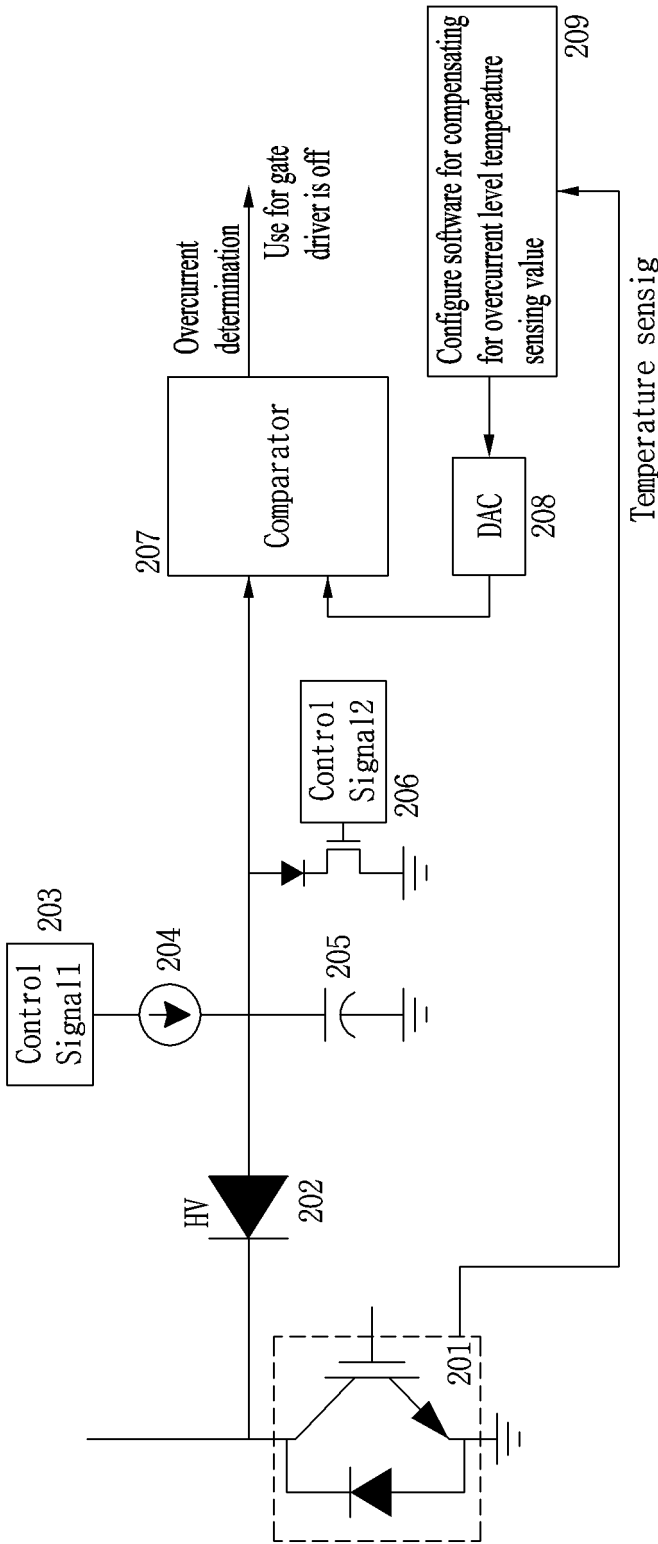 Control
Signal1
203
204
HV
202
205
Control
Signal2
206
207
Comparator
Overcurrent
determination
Use for gate
driver is off
DAC
208
Configure software for compensating
for overcurrent level temperature
sensing value
209
201
Temperature sensig